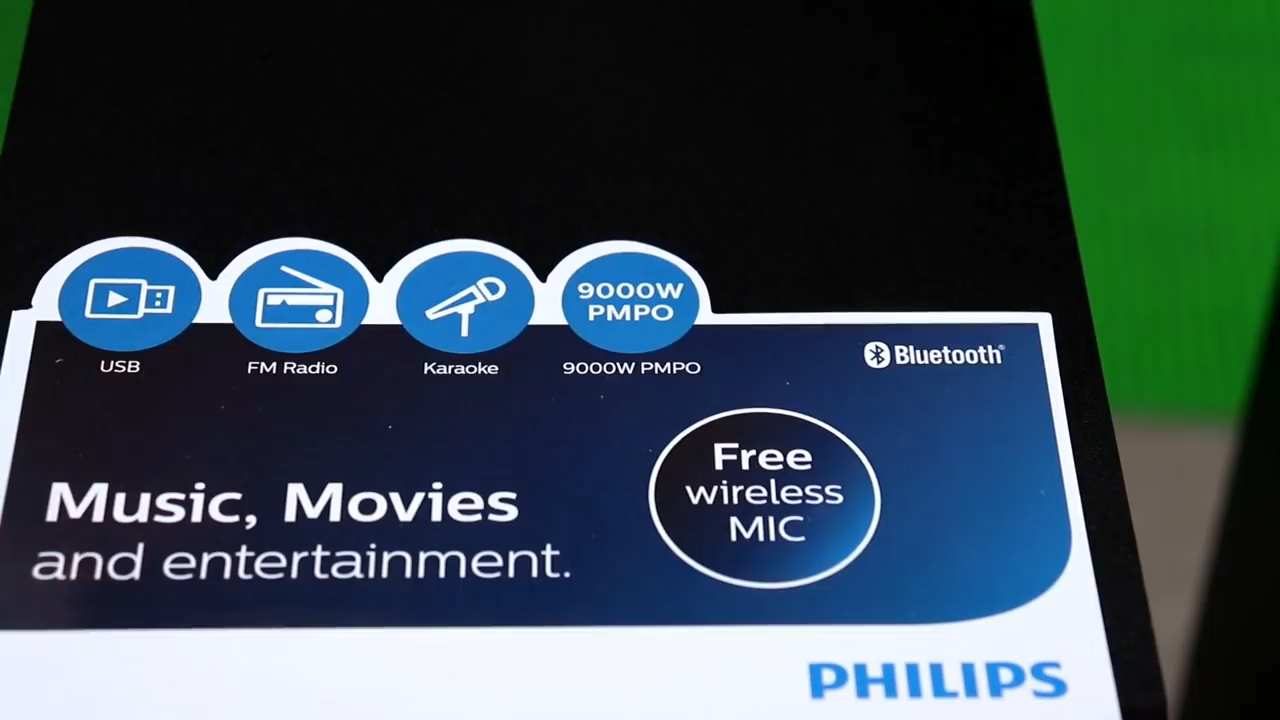 9000W
PMPO
USB
FM Radio
Karaoke
9000W PMPO
Bluetooth®
Free
wireless
MIC
Music, Movies
and entertainment.
PHILIPS